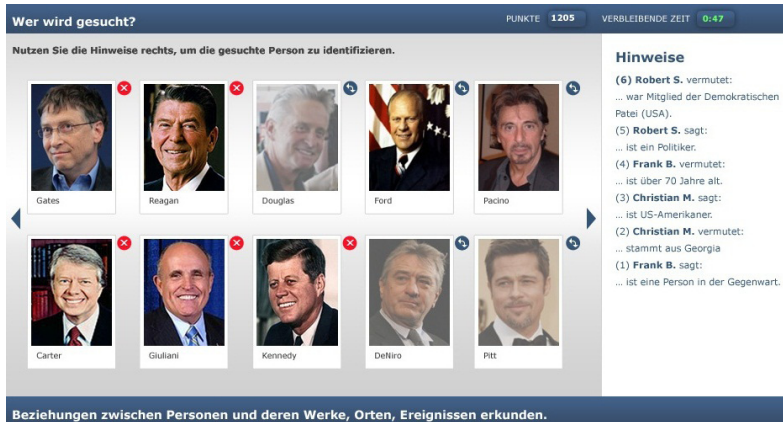 Wer wird gesucht?
PUNKTE 1205 VERBLEIBENDE ZEIT 0:47
Nutzen Sie die Hinweise rechts, um die gesuchte Person zu identifizieren.
Gates Reagan Douglas Ford Pacino
Carter Giuliani Kennedy DeNiro Pitt
Hinweise
(6) Robert S. vermutet:
... war Mitglied der Demokratischen
Patei (USA).
(5) Robert S. sagt:
... ist ein Politiker.
(4) Frank B. vermutet:
... ist über 70 Jahre alt.
(3) Christian M. sagt:
... ist US-Amerikaner.
(2) Christian M. vermutet:
... stammt aus Georgia
(1) Frank B. sagt:
... ist eine Person in der Gegenwart.
Beziehungen zwischen Personen und deren Werke, Orten, Ereignissen erkunden.